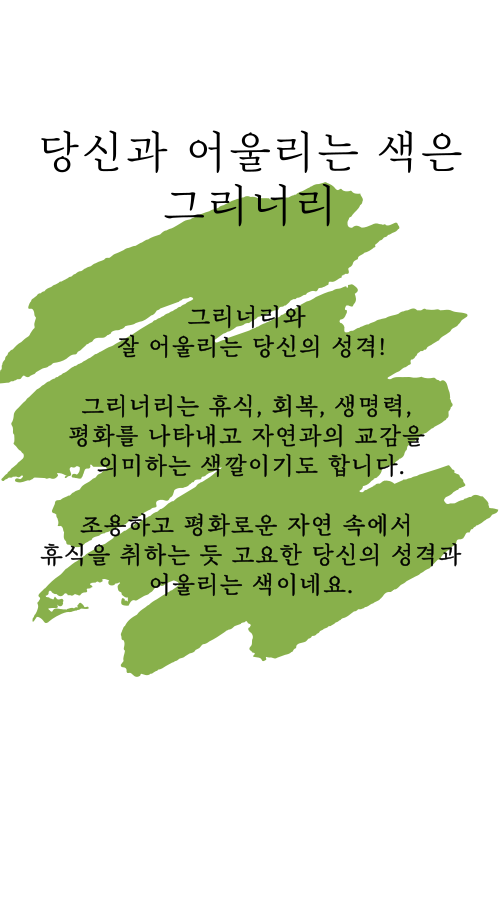 당신과 어울리는 색은
그리너리
그리너리와
잘 어울리는 당신의 성격!
그리너리는 휴식, 회복, 생명력,
평화를 나타내고 자연과의 교감을
의미하는 색깔이기도 합니다.
조용하고 평화로운 자연 속에서
휴식을 취하는 듯 고요한 당신의 성격과
어울리는 색이네요.